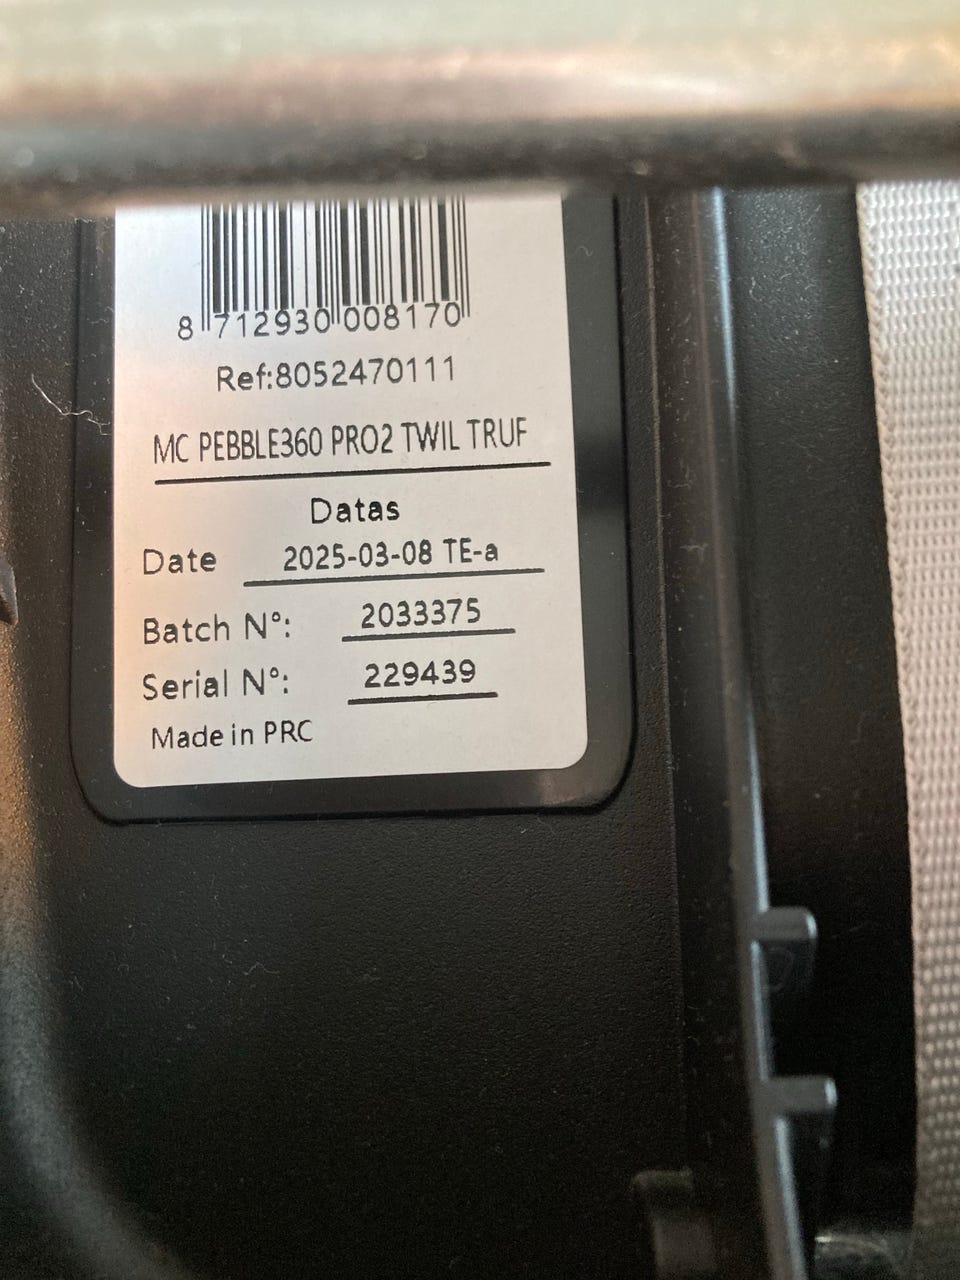 8 712930 008170
Ref:8052470111
MC PEBBLE360 PRO2 TWIL TRUF
Datas
Date 2025-03-08 TE-a
Batch N°: 2033375
Serial N°: 229439
Made in PRC